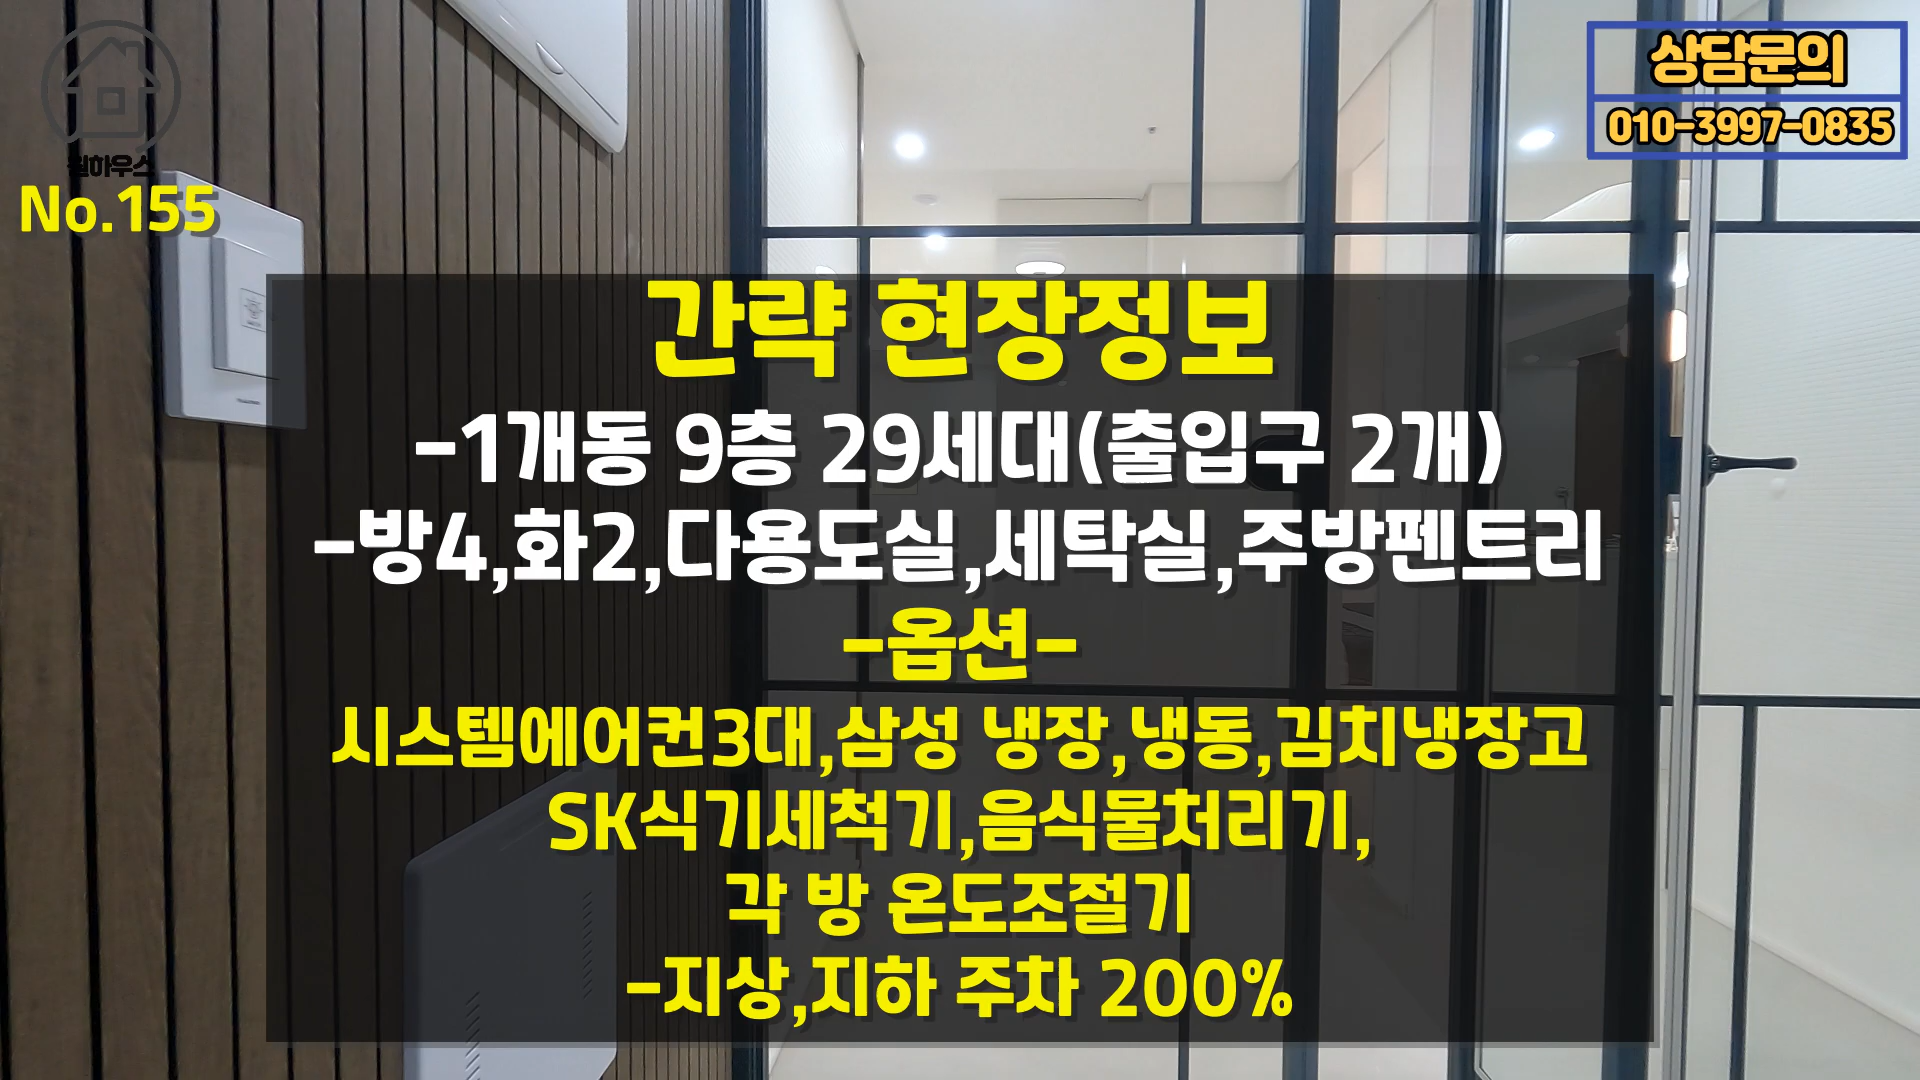 상담문의
010-3997-0835
No.155
간략 현장정보
-1개동 9층 29세대(출입구 2개)
-방4,화2,다용도실,세탁실,주방펜트리
-옵션-
시스템에어컨3대,삼성 냉장,냉동,김치냉장고
SK식기세척기,음식물처리기,
각 방 온도조절기
-지상,지하 주차 200%